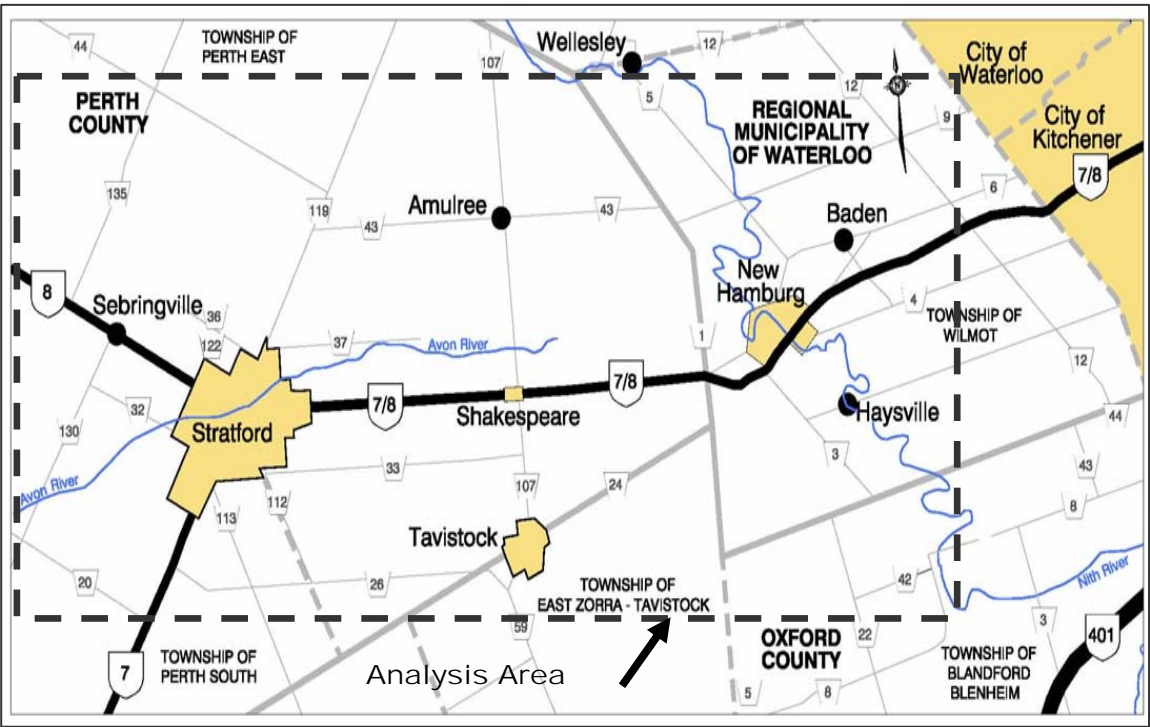 44
TOWNSHIP OF
PERTH EAST
107
Wellesley
12
City of
Waterloo
PERTH
COUNTY
5
12
REGIONAL
MUNICIPALITY
OF WATERLOO
N
9
City of
Kitchener
7/8
135
119
43
Amulree
43
6
Baden
8
Sebringville
New
Hamburg
36
122
37
Avon River
1
4
TOWNSHIP OF
WILMOT
12
7/8
Shakespeare
7/8
32
130
Stratford
Haysville
44
33
3
43
Avon River
112
107
24
8
113
Tavistock
20
26
TOWNSHIP OF
EAST ZORRA - TAVISTOCK
42
Nith River
59
3
401
7
TOWNSHIP OF
PERTH SOUTH
Analysis Area
OXFORD
COUNTY
22
TOWNSHIP OF
BLANDFORD
BLENHEIM
5
8